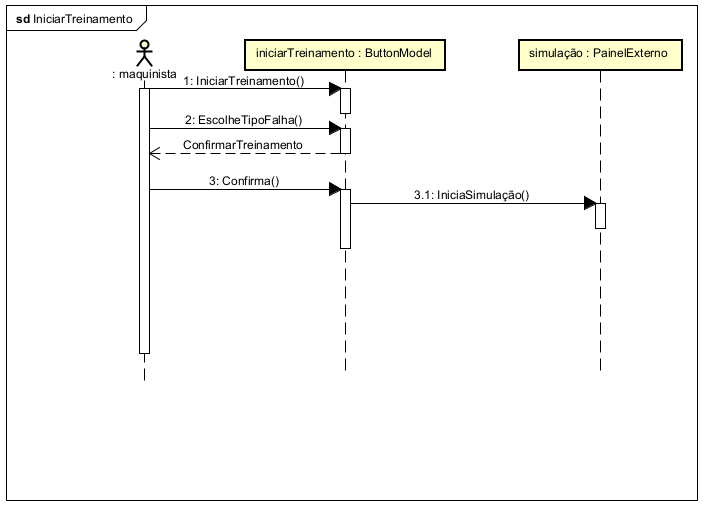 sd IniciarTreinamento
iniciarTreinamento : ButtonModel
simulação : PainelExterno
: maquinista
1: IniciarTreinamento()
2: EscolheTipoFalha()
ConfirmarTreinamento
3: Confirma()
3.1: IniciaSimulação()